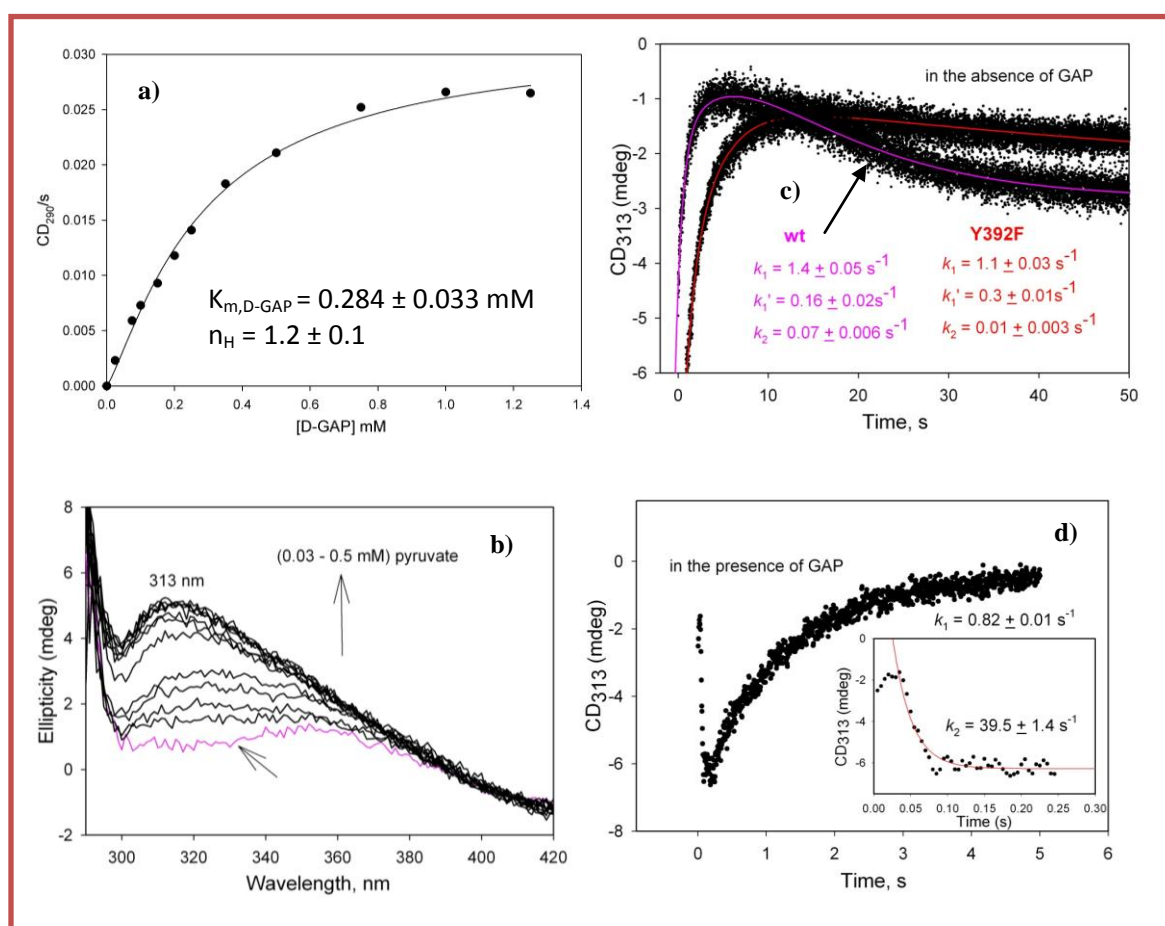 a)
CD290/s
0.030
0.025
0.020
0.015
0.010
0.005
0.000
Km,D-GAP = 0.284 ± 0.033 mM
nH = 1.2 ± 0.1
0.0 0.2 0.4 0.6 0.8 1.0 1.2 1.4
[D-GAP] mM
CD313 (mdeg)
0
-1
-2
-3
-4
-5
-6
in the absence of GAP
c)
wt
k1 = 1.4 ± 0.05 s-1
k1' = 0.16 ± 0.02s-1
k2 = 0.07 ± 0.006 s-1
Y392F
k1 = 1.1 ± 0.03 s-1
k1' = 0.3 ± 0.01s-1
k2 = 0.01 ± 0.003 s-1
0 10 20 30 40 50
Time, s
Ellipticity (mdeg)
8
6
4
2
0
-2
b)
(0.03 - 0.5 mM) pyruvate
313 nm
300 320 340 360 380 400 420
Wavelength, nm
CD313 (mdeg)
0
-2
-4
-6
-8
d)
in the presence of GAP
k1 = 0.82 ± 0.01 s-1
CD313 (mdeg)
0
-2
-4
-6
k2 = 39.5 ± 1.4 s-1
0.00 0.05 0.10 0.15 0.20 0.25 0.30
Time (s)
0 1 2 3 4 5 6
Time, s